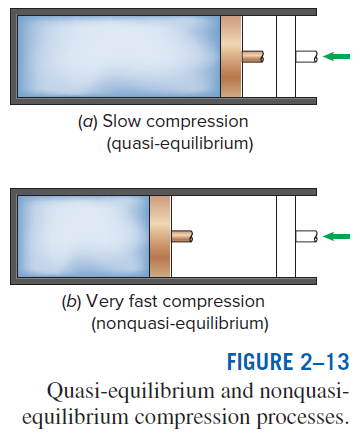 (a) Slow compression
(quasi-equilibrium)
(b) Very fast compression
(nonquasi-equilibrium)
FIGURE 2–13
Quasi-equilibrium and nonquasi-
equilibrium compression processes.